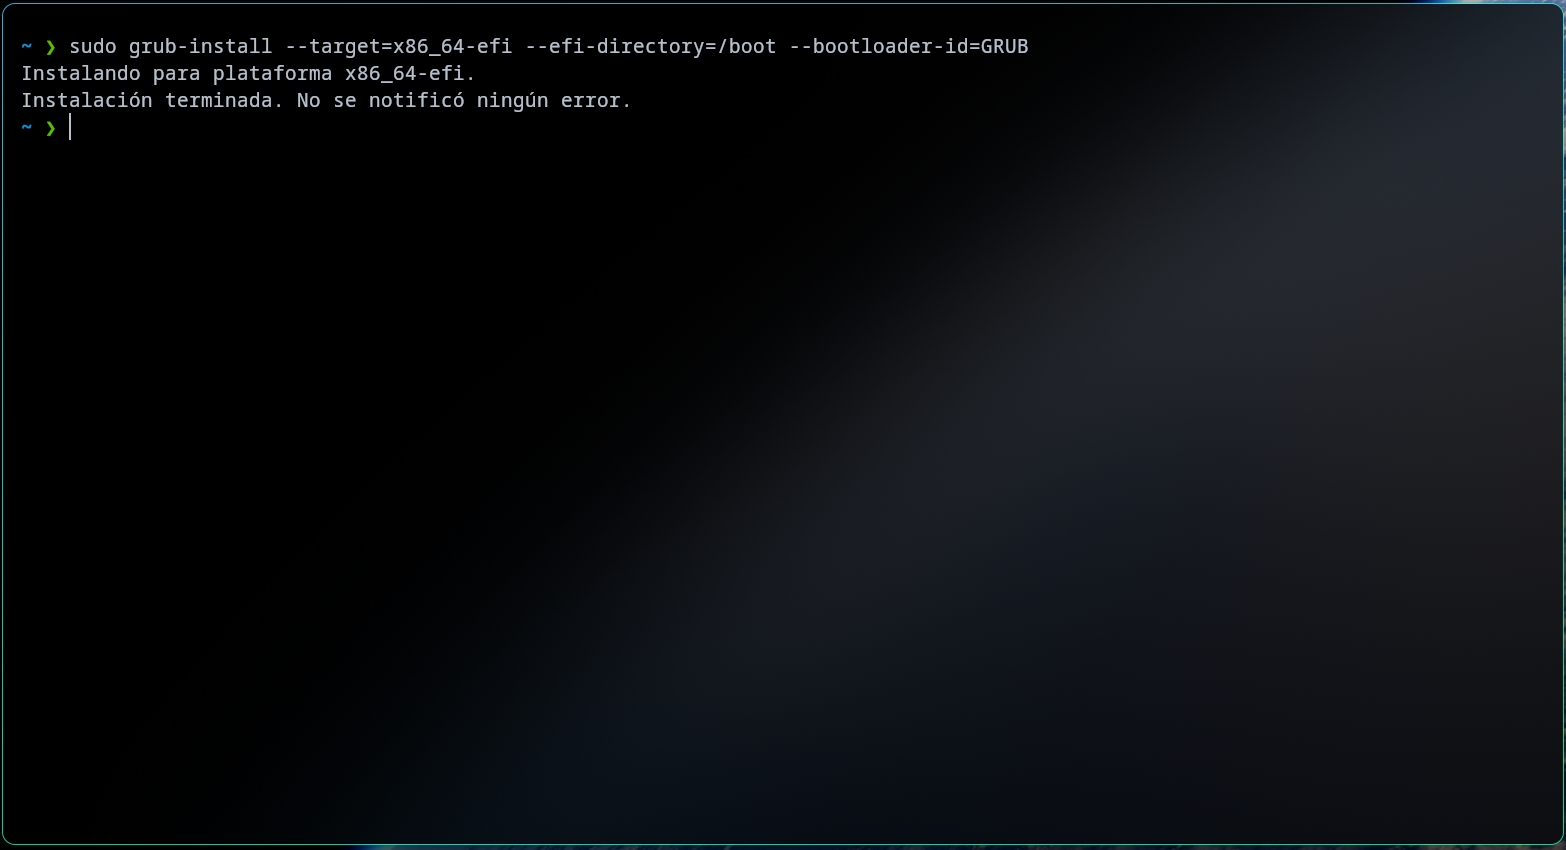 ~ ❯ sudo grub-install --target=x86_64-efi --efi-directory=/boot --bootloader-id=GRUB
Instalando para plataforma x86_64-efi.
Instalación terminada. No se notificó ningún error.
~ ❯